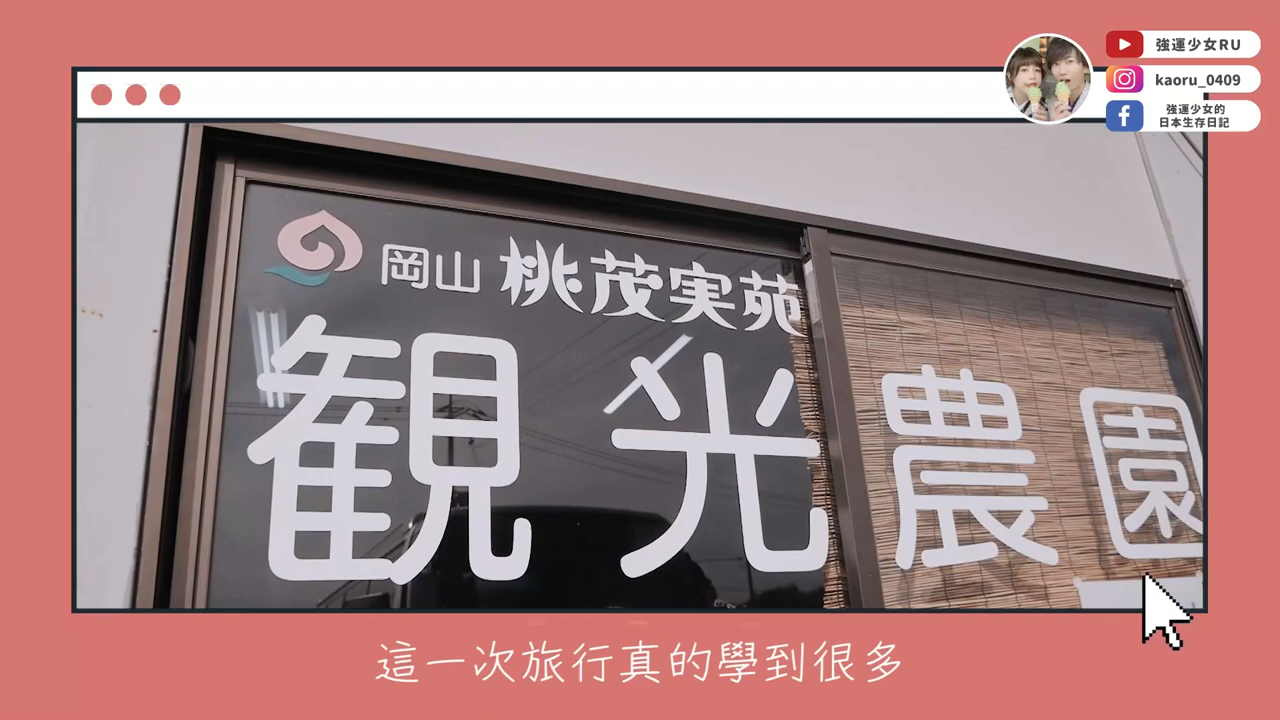 強運少女RU
kaoru_0409
強運少女的
日本生存日記
岡山 桃茂実苑
観光農園
這一次旅行真的學到很多